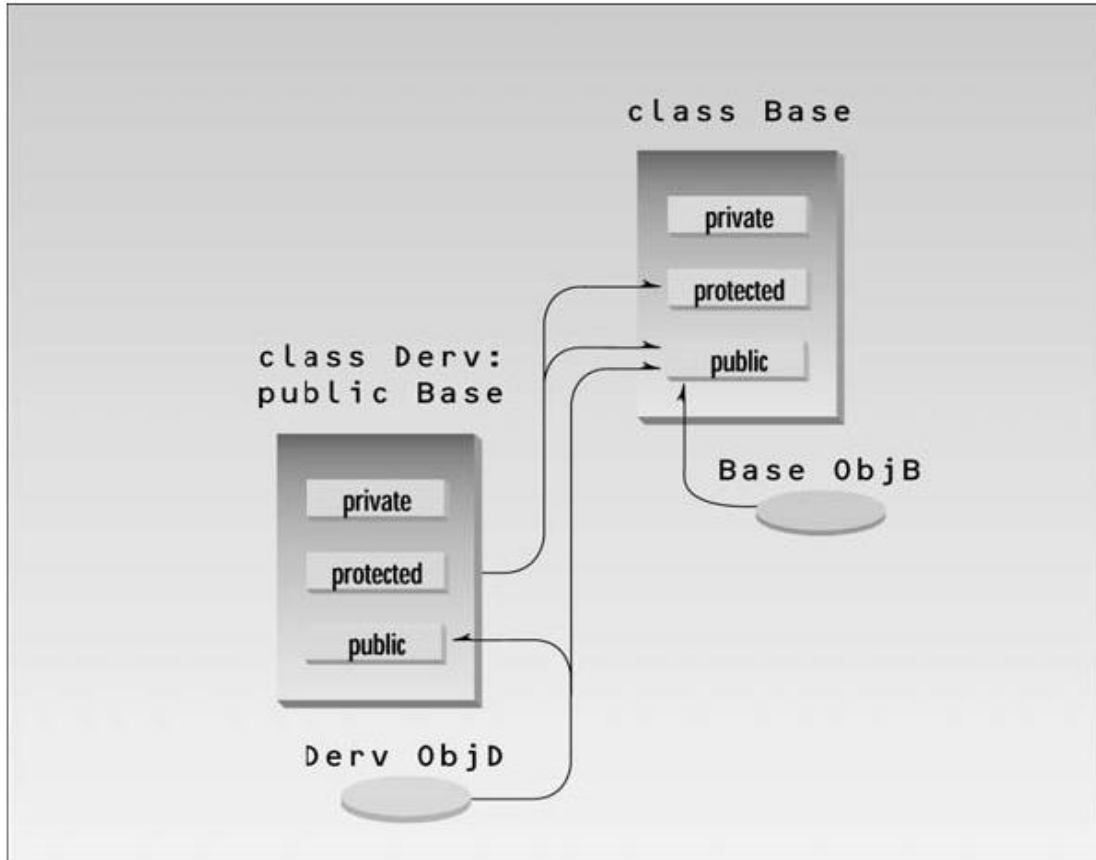 class Base
private
protected
public
class Derv:
public Base
private
protected
public
Base ObjB
Derv ObjD